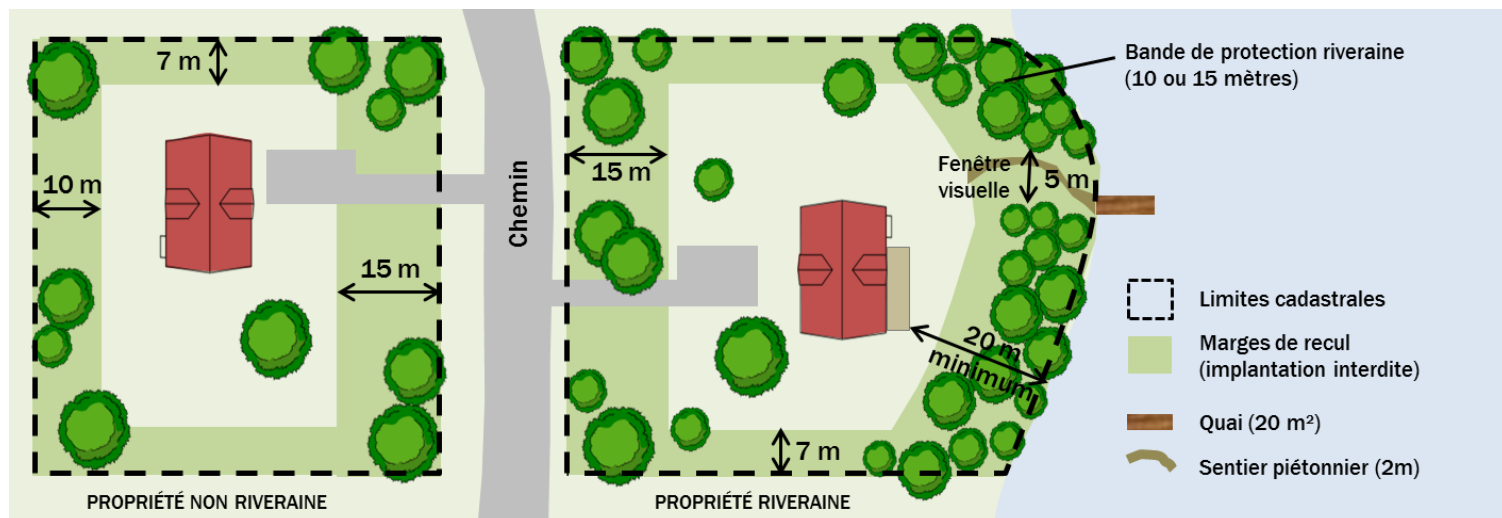 7 m
10 m
15 m
PROPRIÉTÉ NON RIVERAINE
Chemin
15 m
Fenêtre
visuelle
5 m
20 m
minimum
7 m
PROPRIÉTÉ RIVERAINE
Bande de protection riveraine
(10 ou 15 mètres)
Limites cadastrales
Marges de recul
(implantation interdite)
Quai (20 m²)
Sentier piétonnier (2m)